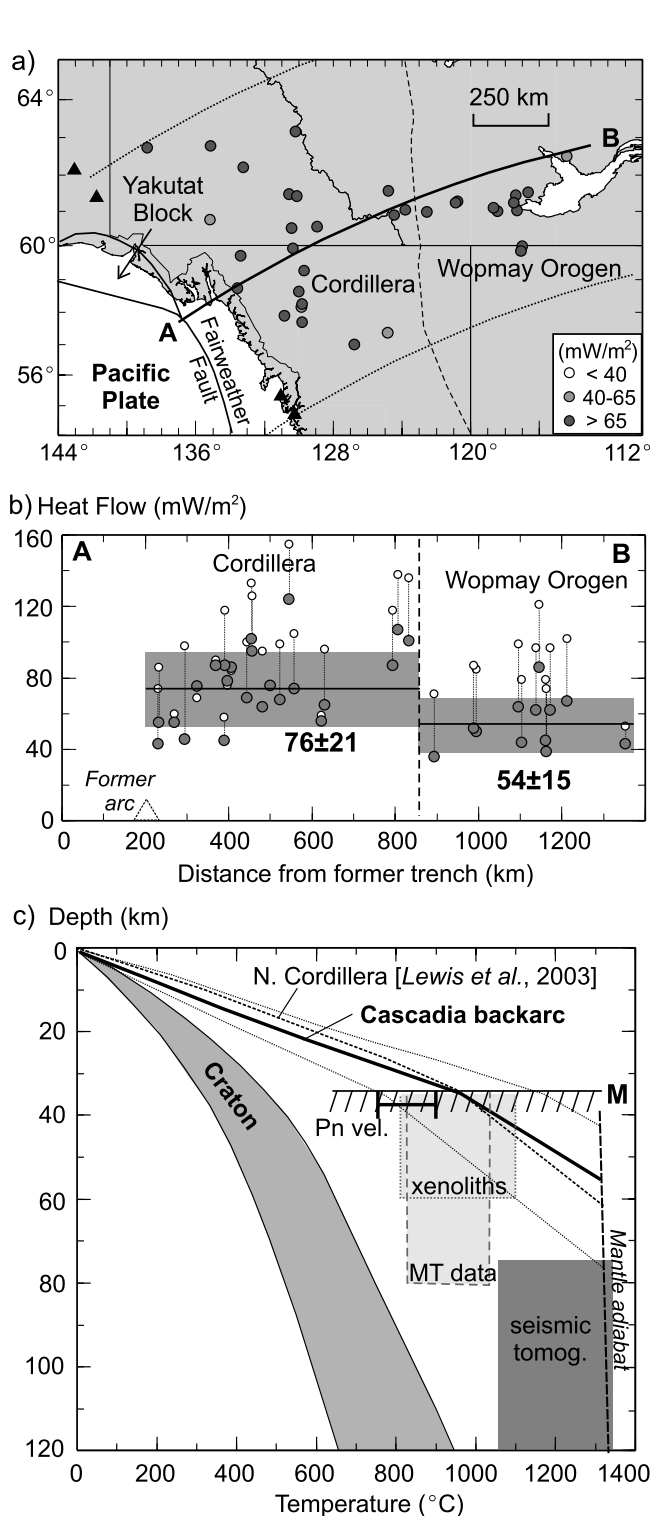 a)
64°
250 km
B
Yakutat
Block
60°
Cordillera
Wopmay Orogen
A
Fairweather
Fault
Pacific
Plate
56°
(mW/m²)
< 40
40-65
> 65
144°
136°
128°
120°
112°
b) Heat Flow (mW/m²)
160
A
Cordillera
B
Wopmay Orogen
120
80
76±21
54±15
40
Former
arc
0
0 200 400 600 800 1000 1200
Distance from former trench (km)
c) Depth (km)
0
N. Cordillera [Lewis et al., 2003]
Cascadia backarc
20
Craton
M
Pn vel.
40
xenoliths
60
Mantle adiabat
MT data
80
seismic
tomog.
100
120
0 200 400 600 800 1000 1200 1400
Temperature (°C)